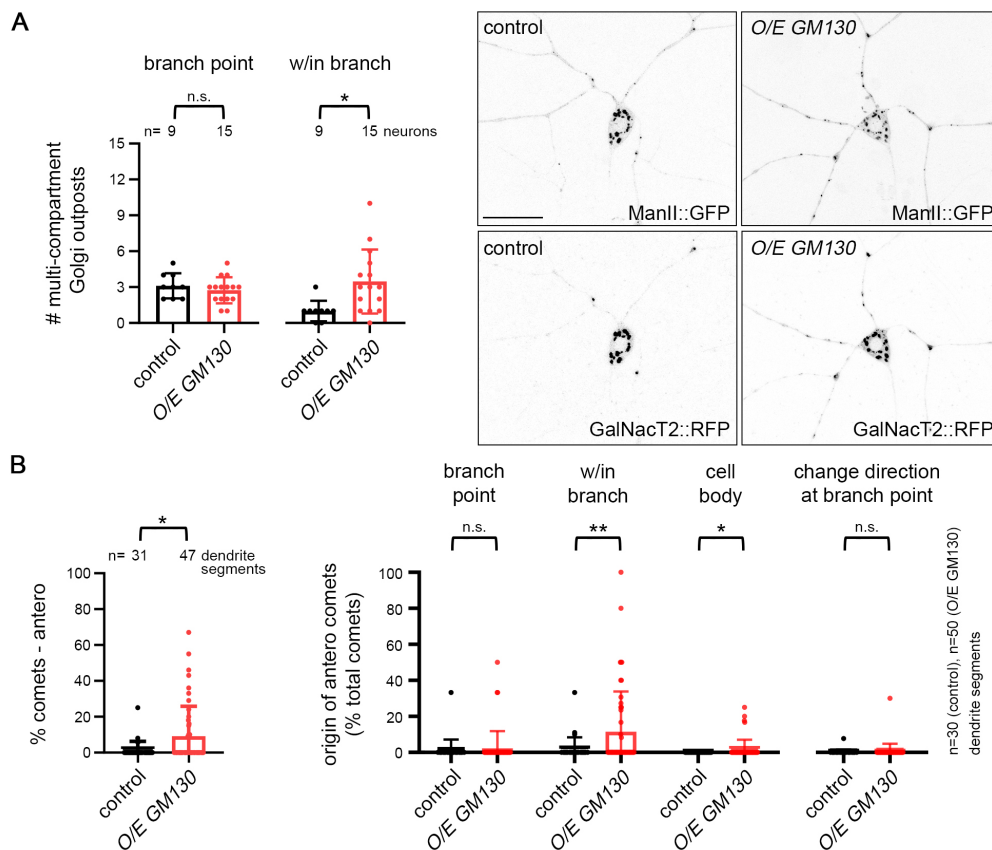 A
branch point
w/in branch
n.s.
*
n= 9 15
9 15 neurons
# multi-compartment
Golgi outposts
15
12
9
6
3
0
control
O/E GM130
control
O/E GM130
control
ManII::GFP
O/E GM130
ManII::GFP
control
GalNacT2::RFP
O/E GM130
GalNacT2::RFP
B
*
n= 31 47 dendrite
segments
% comets - antero
100
80
60
40
20
0
control
O/E GM130
branch
point
w/in
branch
cell
body
change direction
at branch point
n.s.
**
*
n.s.
origin of antero comets
(% total comets)
100
80
60
40
20
0
control
O/E GM130
control
O/E GM130
control
O/E GM130
control
O/E GM130
n=30 (control), n=50 (O/E GM130)
dendrite segments